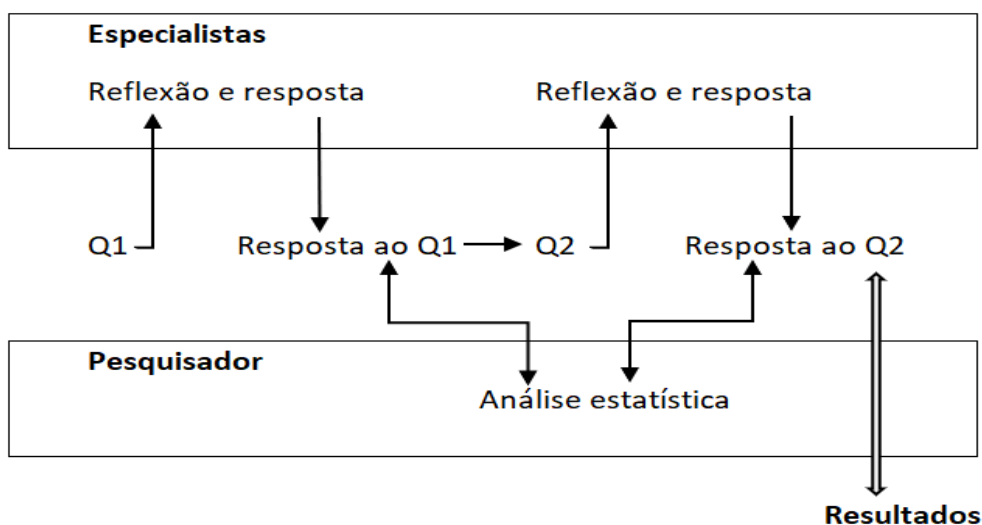 Especialistas
Reflexão e resposta Reflexão e resposta
Q1 Resposta ao Q1 Q2 Resposta ao Q2
Pesquisador
Análise estatística
Resultados